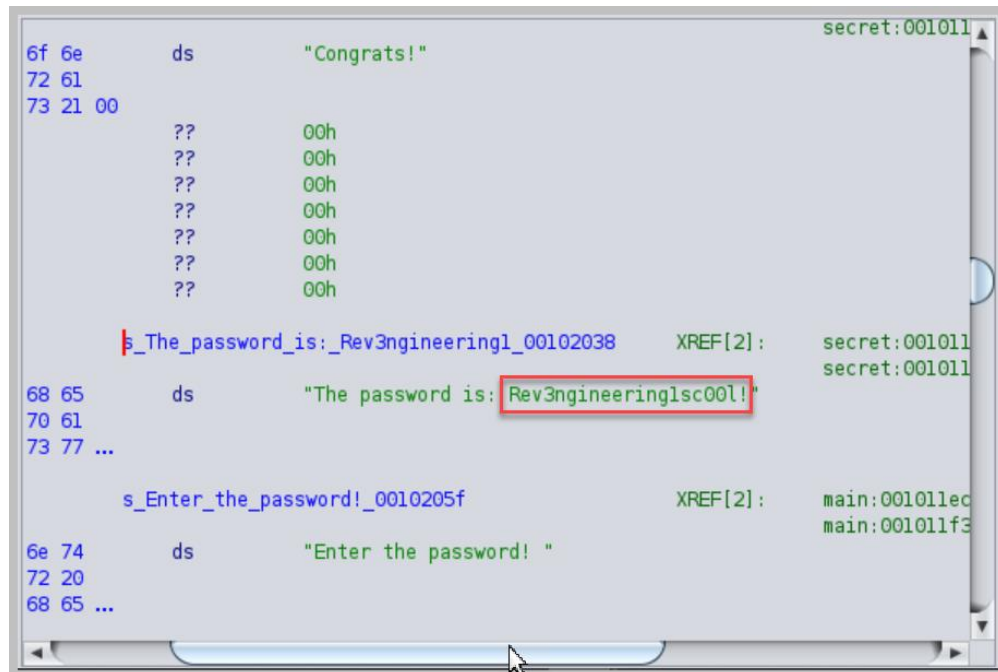 secret:001011
6f 6e ds "Congrats!"
72 61
73 21 00
?? 00h
?? 00h
?? 00h
?? 00h
?? 00h
?? 00h
?? 00h
s_The_password_is:_Rev3ngineering1_00102038 XREF[2]: secret:001011
secret:001011
68 65 ds "The password is: Rev3ngineering1sc00l!"
70 61
73 77 ...
s_Enter_the_password!_0010205f XREF[2]: main:001011ec
main:001011f3
6e 74 ds "Enter the password! "
72 20
68 65 ...